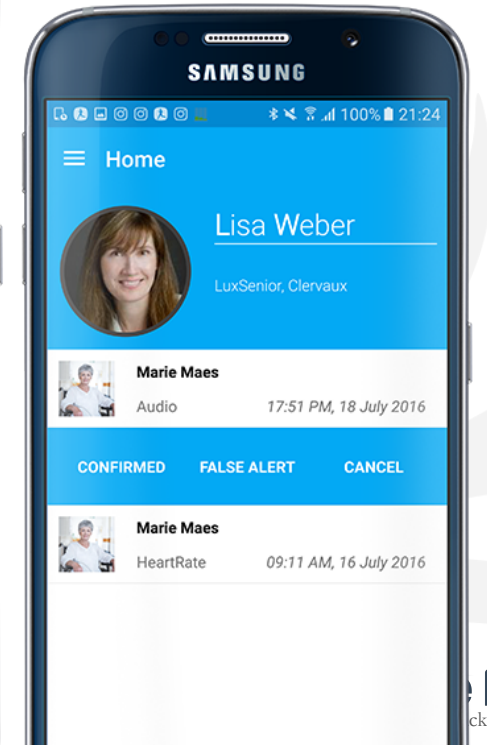 SAMSUNG
100% 21:24
Home
Lisa Weber
LuxSenior, Clervaux
Marie Maes
Audio 17:51 PM, 18 July 2016
CONFIRMED FALSE ALERT CANCEL
Marie Maes
HeartRate 09:11 AM, 16 July 2016
e
ck